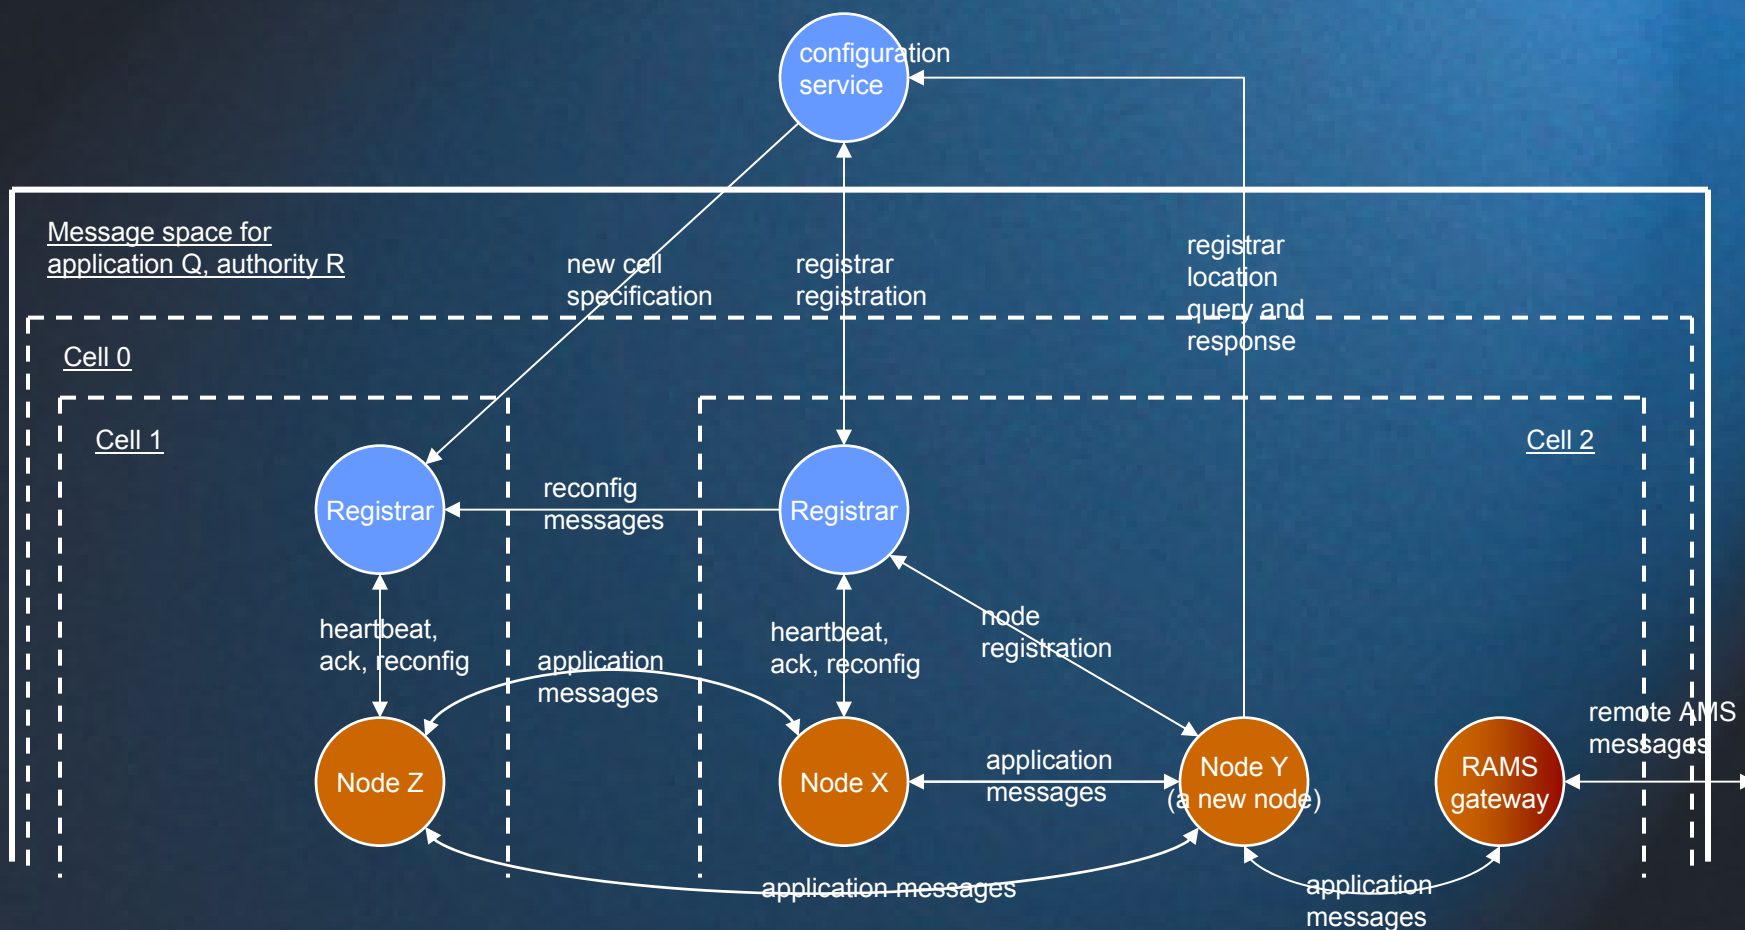 configuration
service
Message space for
application Q, authority R
new cell
specification
registrar
registration
registrar
location
query and
response
Cell 0
Cell 1
Cell 2
Registrar
reconfig
messages
Registrar
heartbeat,
ack, reconfig
application
messages
heartbeat,
ack, reconfig
node
registration
remote AMS
messages
Node Z
Node X
application
messages
Node Y
(a new node)
RAMS
gateway
application messages
application
messages